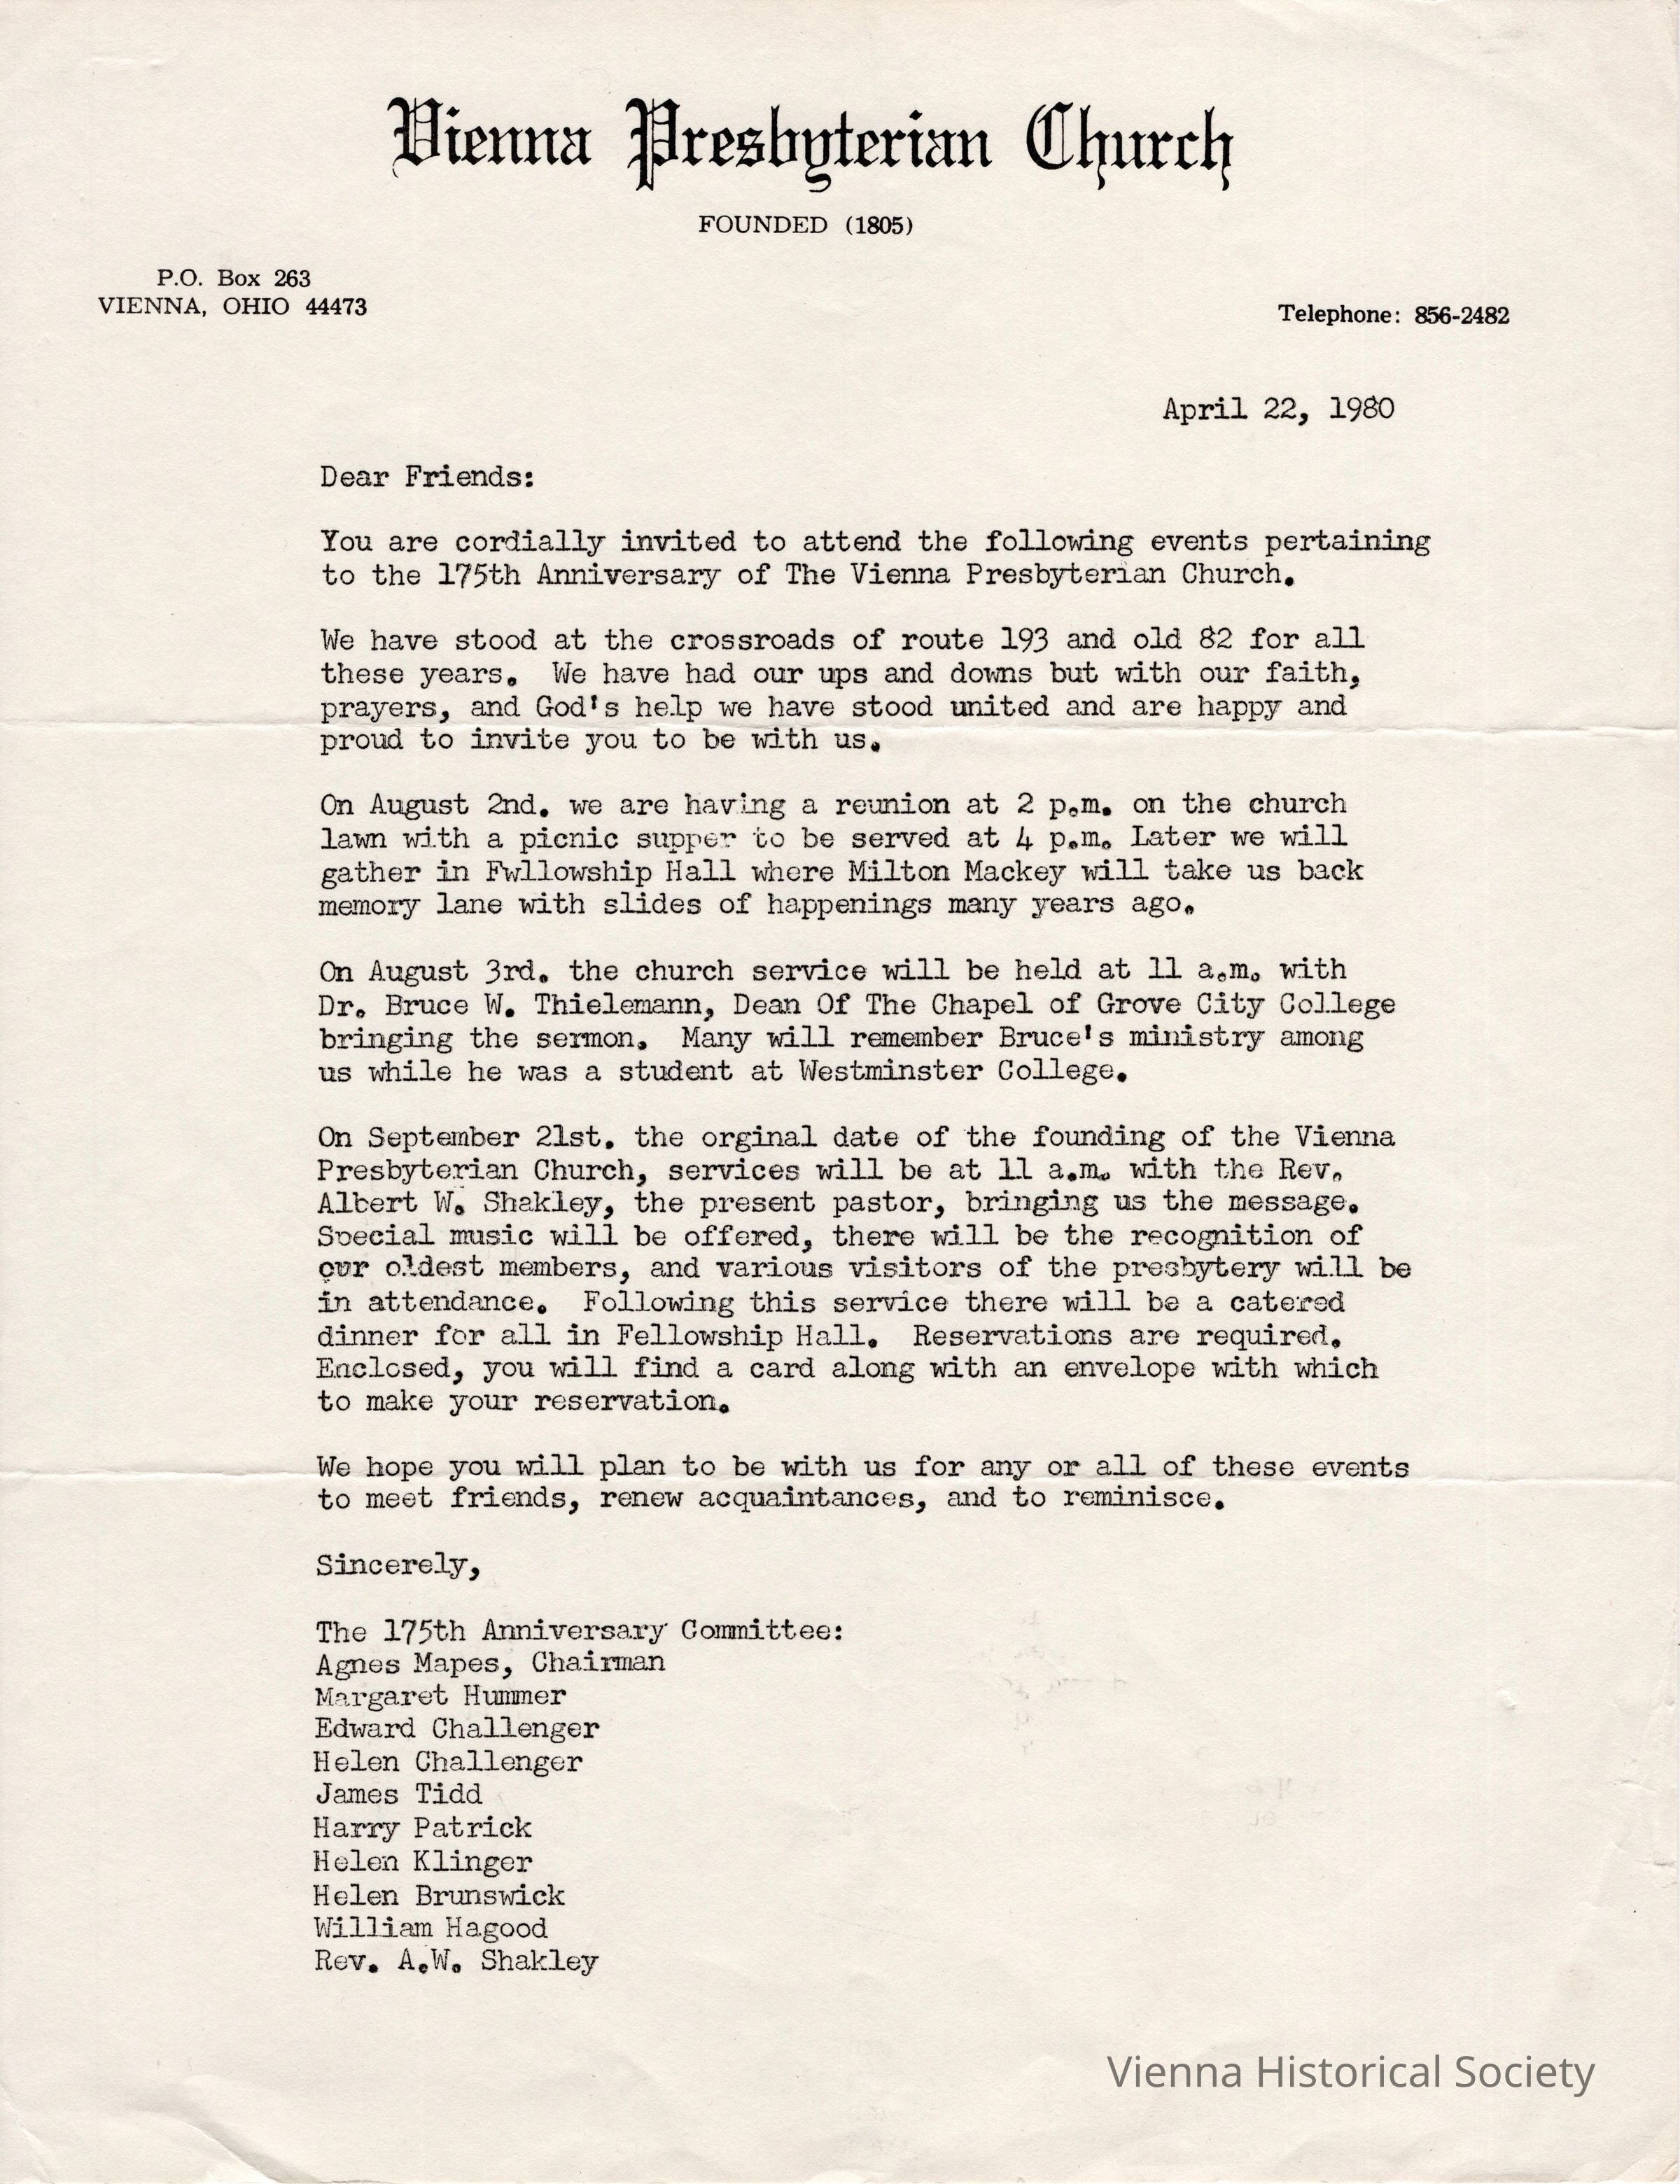 Vienna Presbyterian Church
FOUNDED (1805)
P.O. Box 263
VIENNA, OHIO 44473
Telephone: 856-2482
April 22, 1980
Dear Friends:
You are cordially invited to attend the following events pertaining
to the 175th Anniversary of The Vienna Presbyterian Church.
We have stood at the crossroads of route 193 and old 82 for all
these years. We have had our ups and downs but with our faith,
prayers, and God's help we have stood united and are happy and
proud to invite you to be with us.
On August 2nd. we are having a reunion at 2 p.m. on the church
lawn with a picnic supper to be served at 4 p.m. Later we will
gather in Fwllowship Hall where Milton Mackey will take us back
memory lane with slides of happenings many years ago.
On August 3rd. the church service will be held at 11 a.m. with
Dr. Bruce W. Thielemann, Dean Of The Chapel of Grove City College
bringing the sermon. Many will remember Bruce's ministry among
us while he was a student at Westminster College.
On September 21st. the orginal date of the founding of the Vienna
Presbyterian Church, services will be at 11 a.m. with the Rev.
Albert W. Shakley, the present pastor, bringing us the message.
Special music will be offered, there will be the recognition of
our oldest members, and various visitors of the presbytery will be
in attendance. Following this service there will be a catered
dinner for all in Fellowship Hall. Reservations are required.
Enclosed, you will find a card along with an envelope with which
to make your reservation.
We hope you will plan to be with us for any or all of these events
to meet friends, renew acquaintances, and to reminisce.
Sincerely,
The 175th Anniversary Committee:
Agnes Mapes, Chairman
Margaret Hummer
Edward Challenger
Helen Challenger
James Tidd
Harry Patrick
Helen Klinger
Helen Brunswick
William Hagood
Rev. A.W. Shakley
Vienna Historical Society